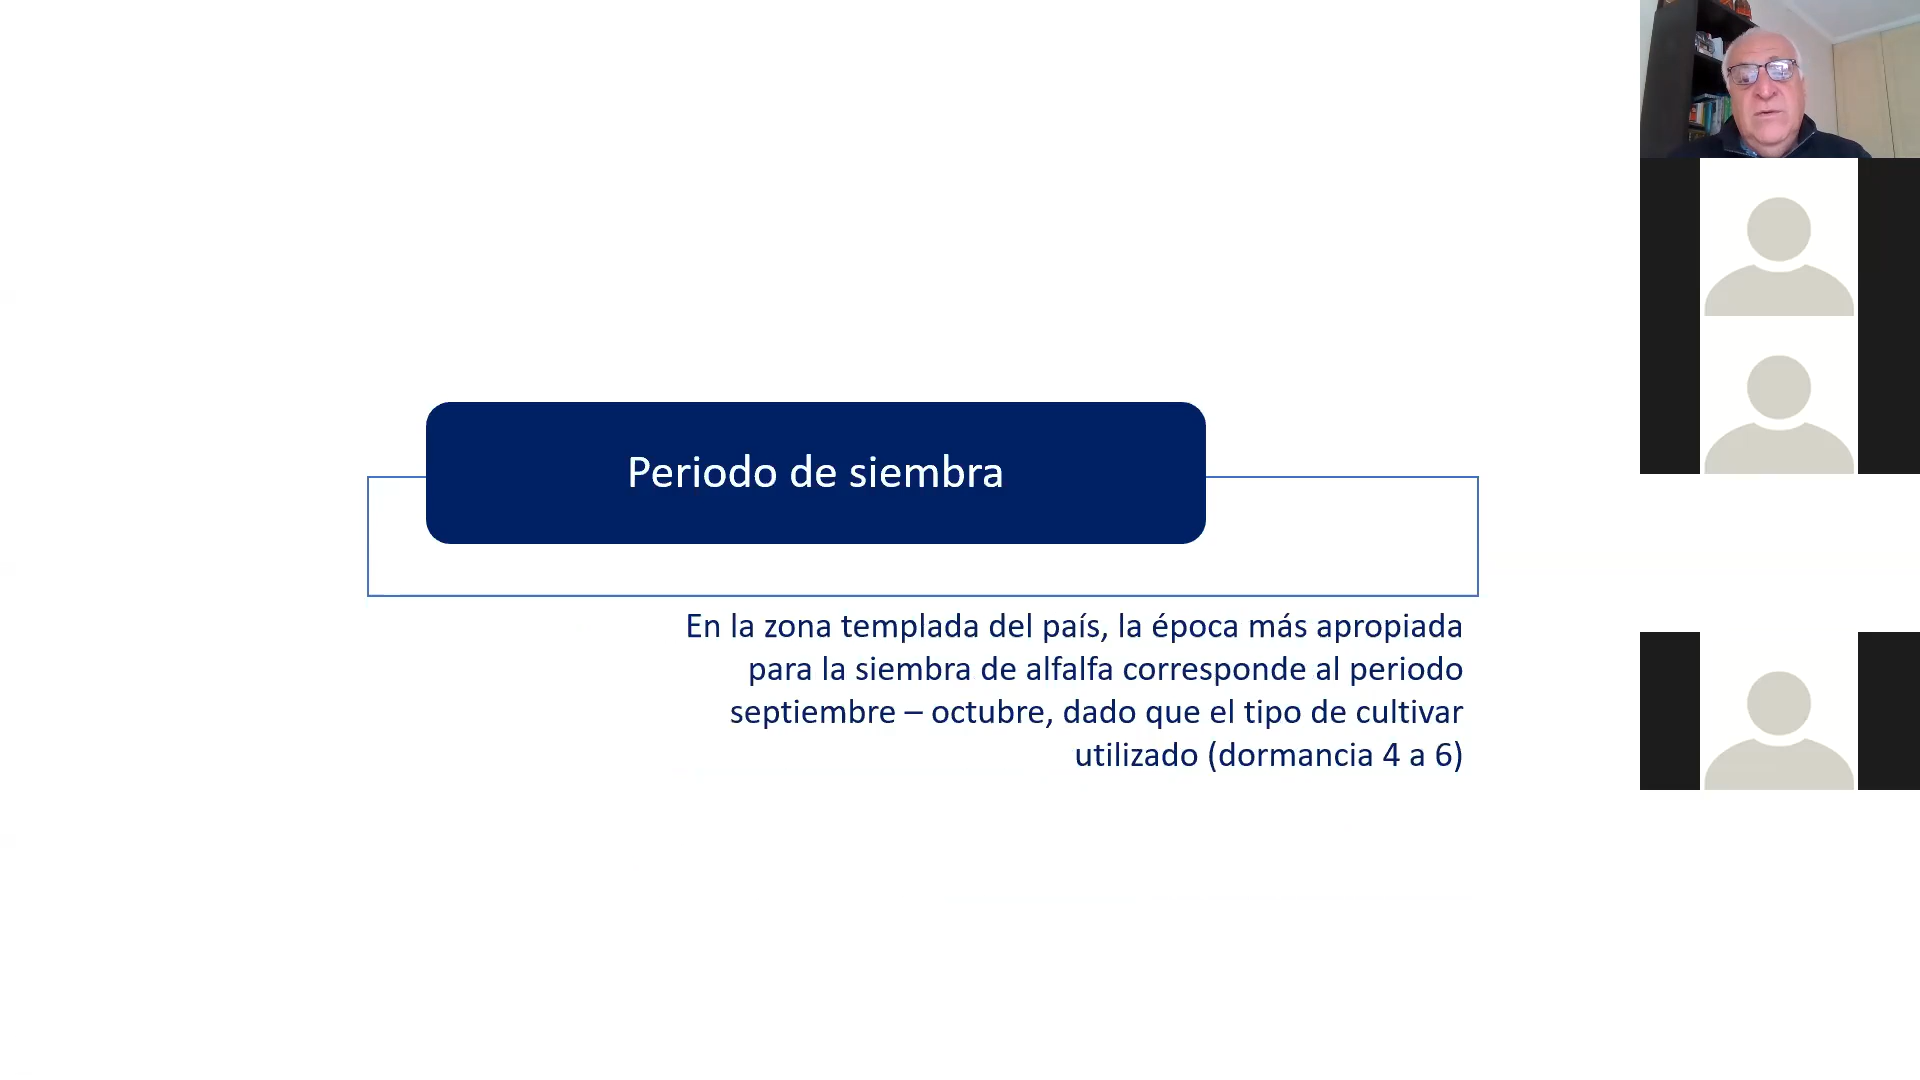 Periodo de siembra
En la zona templada del país, la época más apropiada
para la siembra de alfalfa corresponde al periodo
septiembre – octubre, dado que el tipo de cultivar
utilizado (dormancia 4 a 6)